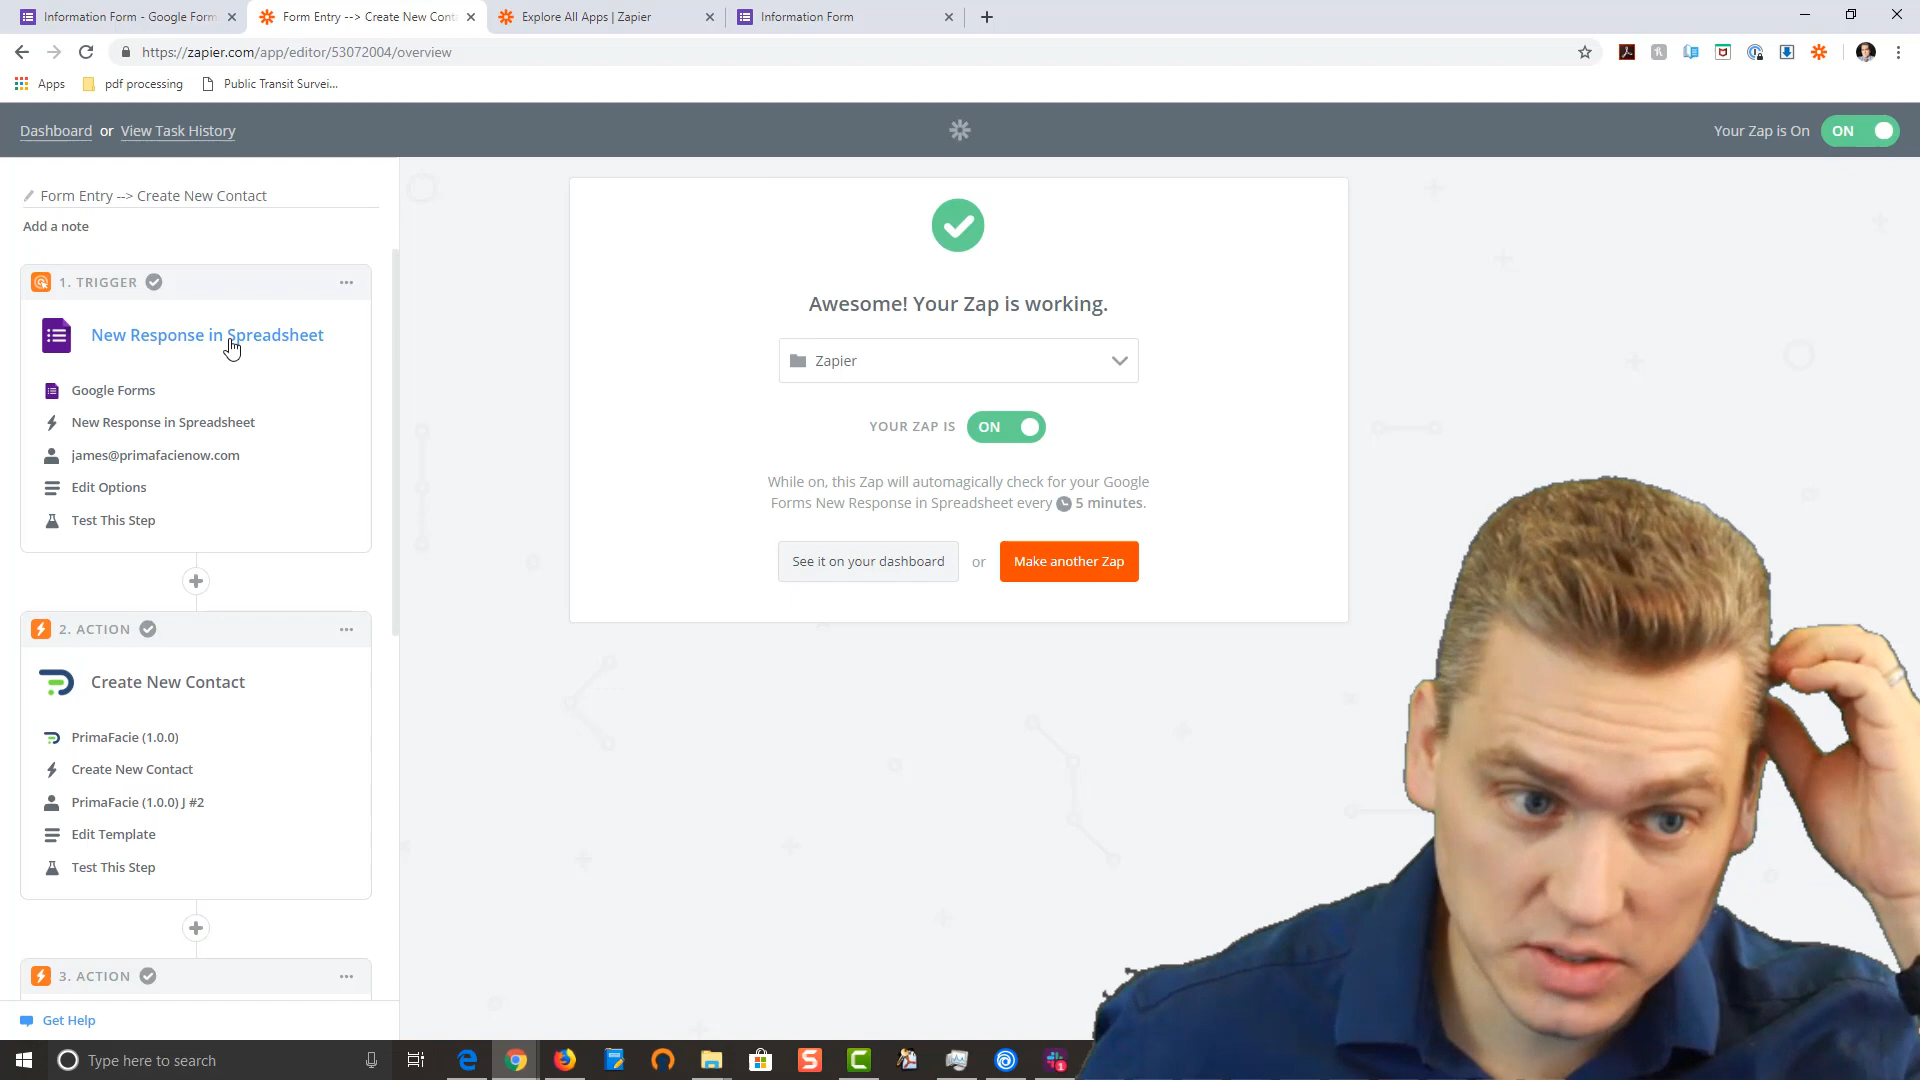 Information Form - Google Form
Form Entry --> Create New Cont
Explore All Apps | Zapier
Information Form
https://zapier.com/app/editor/53072004/overview
Apps
pdf processing
Public Transit Survei...
Dashboard or View Task History
Your Zap is On
ON
Form Entry --> Create New Contact
Add a note
1. TRIGGER
New Response in Spreadsheet
Google Forms
New Response in Spreadsheet
james@primafacienow.com
Edit Options
Test This Step
2. ACTION
Create New Contact
PrimaFacie (1.0.0)
Create New Contact
PrimaFacie (1.0.0) J #2
Edit Template
Test This Step
3. ACTION
Get Help
Awesome! Your Zap is working.
Zapier
YOUR ZAP IS
ON
While on, this Zap will automagically check for your Google
Forms New Response in Spreadsheet every 5 minutes.
See it on your dashboard
or
Make another Zap
Type here to search